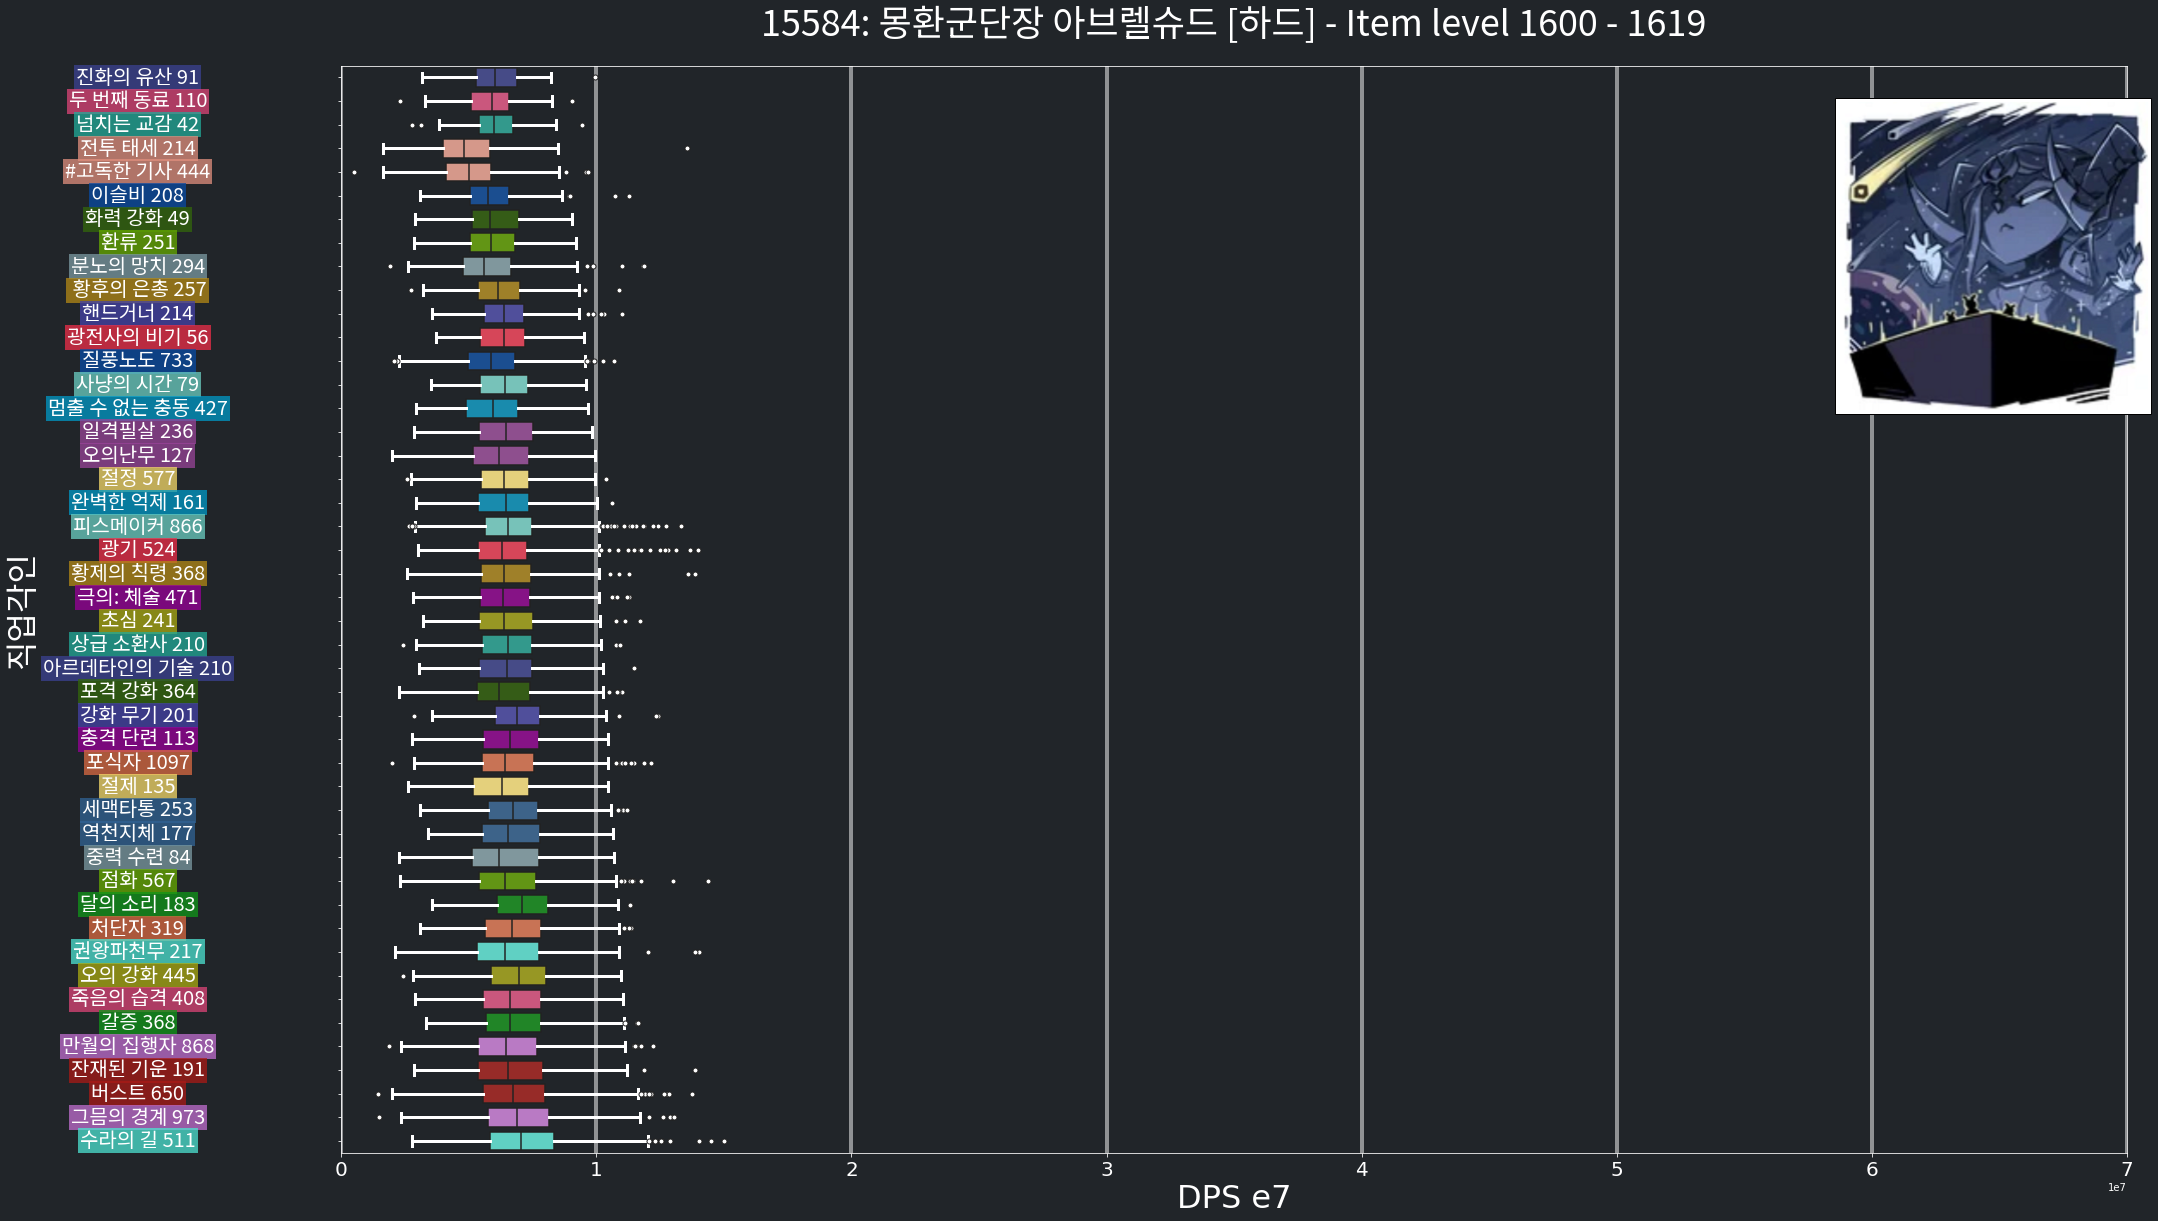 15584: 몽환군단장 아브렐슈드 [하드] - Item level 1600 - 1619
직업각인
진화의 유산 91
두 번째 동료 110
넘치는 교감 42
전투 태세 214
#고독한 기사 444
이슬비 208
화력 강화 49
환류 251
분노의 망치 294
황후의 은총 257
핸드거너 214
광전사의 비기 56
질풍노도 733
사냥의 시간 79
멈출 수 없는 충동 427
일격필살 236
오의난무 127
절정 577
완벽한 억제 161
피스메이커 866
광기 524
황제의 칙령 368
극의: 체술 471
초심 241
상급 소환사 210
아르데타인의 기술 210
포격 강화 364
강화 무기 201
충격 단련 113
포식자 1097
절제 135
세맥타통 253
역천지체 177
중력 수련 84
점화 567
달의 소리 183
처단자 319
권왕파천무 217
오의 강화 445
죽음의 습격 408
갈증 368
만월의 집행자 868
잔재된 기운 191
버스트 650
그믐의 경계 973
수라의 길 511
0 1 2 3 4 5 6 7
1e7
DPS e7